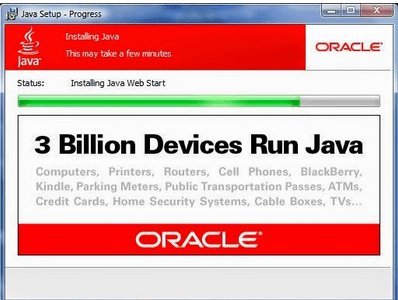 Java Setup - Progress
Java
Installing Java
This may take a few minutes
ORACLE
Status: Installing Java Web Start
3 Billion Devices Run Java
Computers, Printers, Routers, Cell Phones, BlackBerry,
Kindle, Parking Meters, Public Transportation Passes, ATMs,
Credit Cards, Home Security Systems, Cable Boxes, TVs...
ORACLE